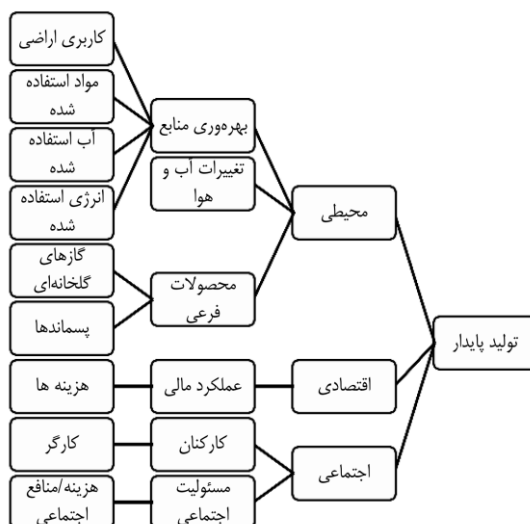 تولید پایدار
محیطی
اقتصادی
اجتماعی
بهره‌وری منابع
تغییرات آب و
هوا
محصولات
فرعی
عملکرد مالی
کارکنان
مسئولیت
اجتماعی
کاربری اراضی
مواد استفاده
شده
آب استفاده
شده
انرژی استفاده
شده
گازهای
گلخانه‌ای
پسماندها
هزینه ها
کارگر
هزینه/منافع
اجتماعی